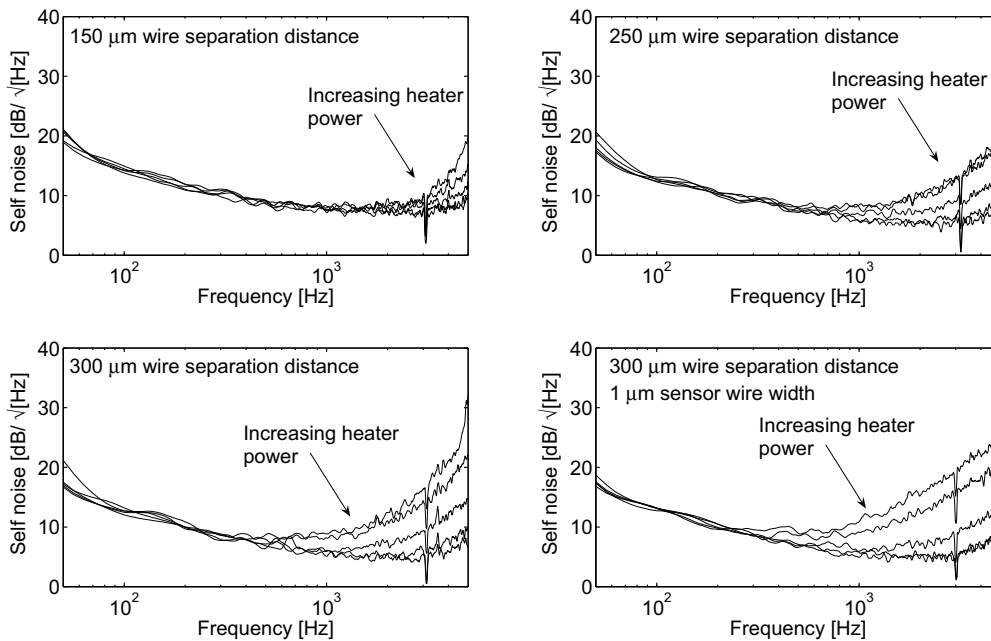 150 μm wire separation distance
Increasing heater
power
Self noise [dB/ √[Hz]
40
30
20
10
0
10²
10³
Frequency [Hz]
250 μm wire separation distance
Increasing heater
power
Self noise [dB/ √[Hz]
40
30
20
10
0
10²
10³
Frequency [Hz]
300 μm wire separation distance
Increasing heater
power
Self noise [dB/ √[Hz]
40
30
20
10
0
10²
10³
Frequency [Hz]
300 μm wire separation distance
1 μm sensor wire width
Increasing heater
power
Self noise [dB/ √[Hz]
40
30
20
10
0
10²
10³
Frequency [Hz]